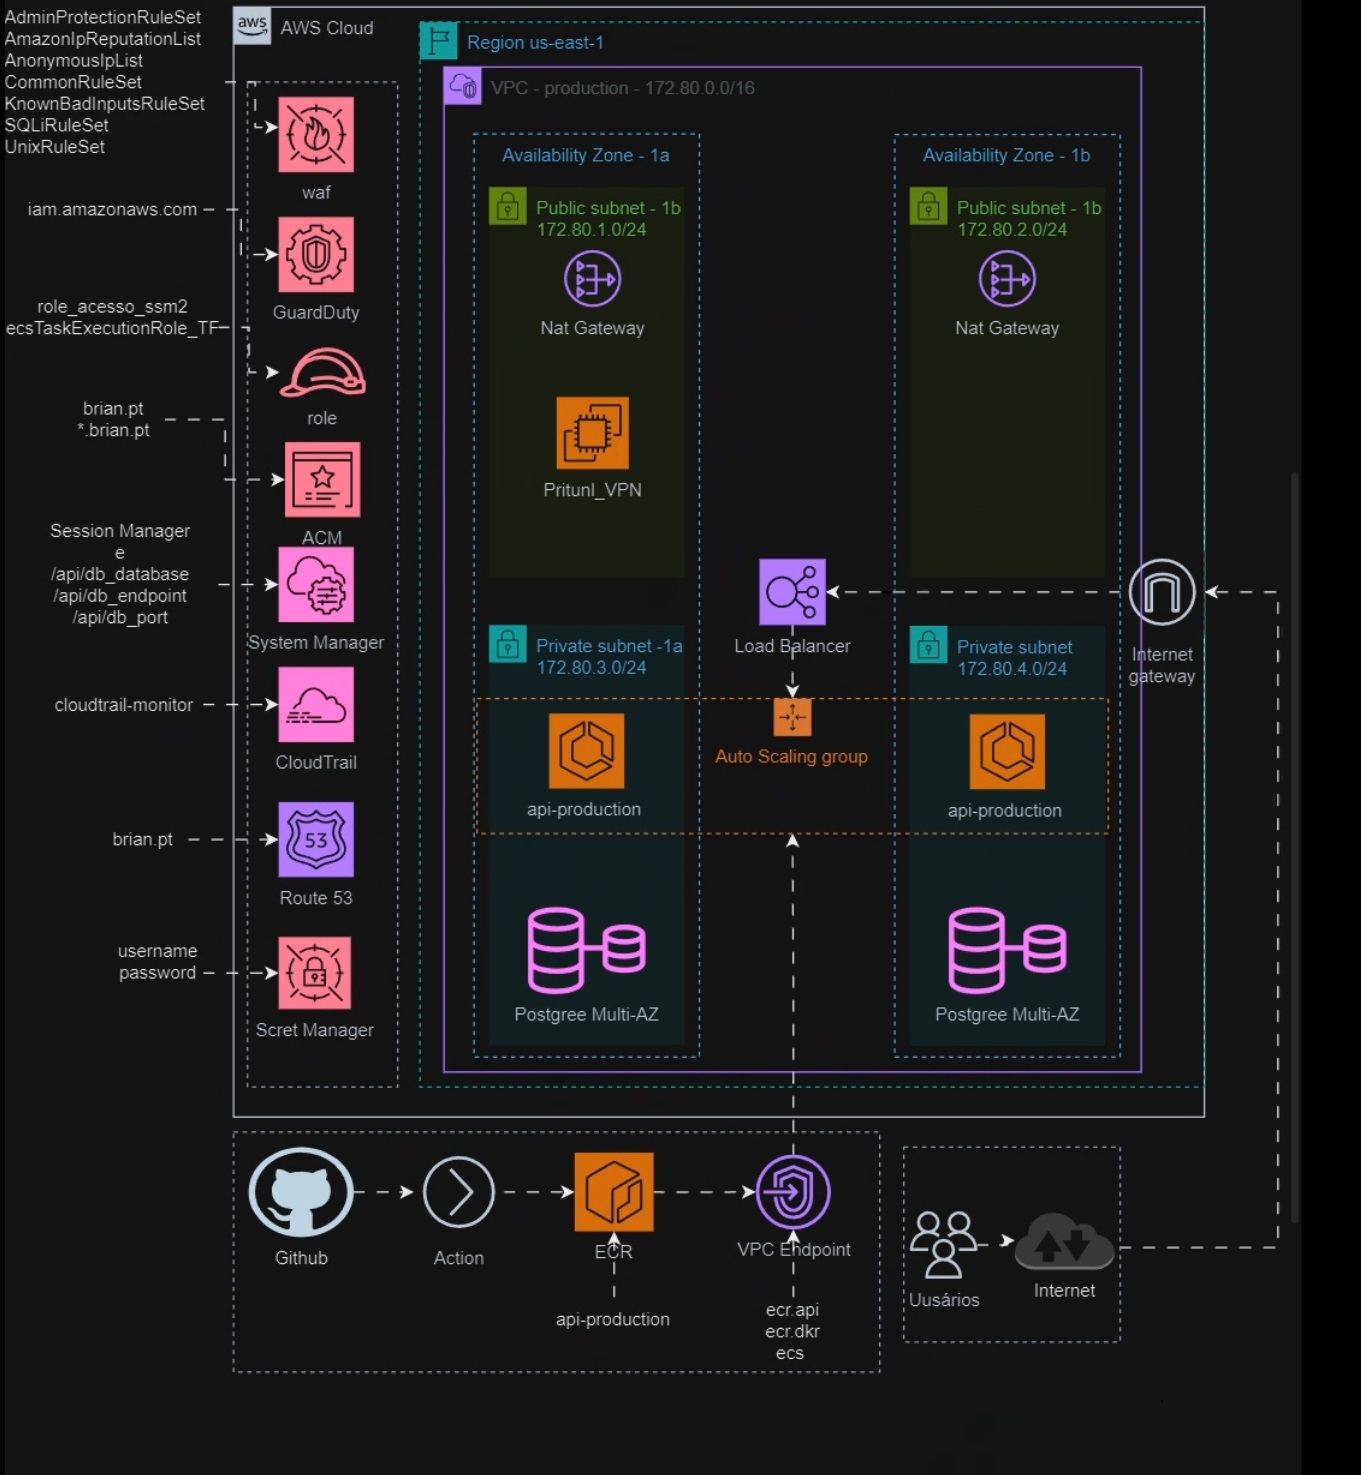 AdminProtectionRuleSet
AmazonIpReputationList
AnonymousIpList
CommonRuleSet
KnownBadInputsRuleSet
SQLiRuleSet
UnixRuleSet
iam.amazonaws.com
role_acesso_ssm2
ecsTaskExecutionRole_TF
brian.pt
*.brian.pt
Session Manager
e
/api/db_database
/api/db_endpoint
/api/db_port
cloudtrail-monitor
brian.pt
username
password
aws
AWS Cloud
waf
GuardDuty
role
ACM
System Manager
CloudTrail
53
Route 53
Scret Manager
Region us-east-1
VPC - production - 172.80.0.0/16
Availability Zone - 1a
Public subnet - 1b
172.80.1.0/24
Nat Gateway
Pritunl_VPN
Private subnet -1a
172.80.3.0/24
api-production
Postgree Multi-AZ
Load Balancer
Auto Scaling group
Availability Zone - 1b
Public subnet - 1b
172.80.2.0/24
Nat Gateway
Private subnet
172.80.4.0/24
api-production
Postgree Multi-AZ
Internet
gateway
Github
Action
ECR
api-production
VPC Endpoint
ecr.api
ecr.dkr
ecs
Uusários
Internet